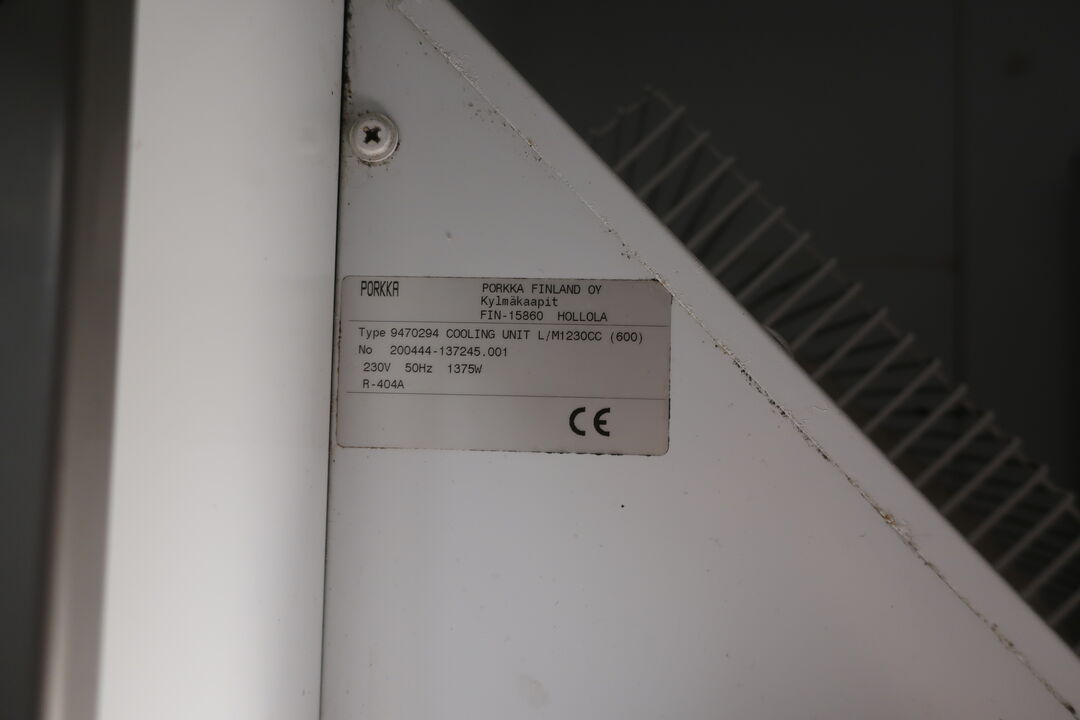 PORKKA
PORKKA FINLAND OY
Kylmäkaapit
FIN-15860 HOLLOLA
Type 9470294 COOLING UNIT L/M1230CC (600)
No 200444-137245.001
230V 50Hz 1375W
R-404A
CE